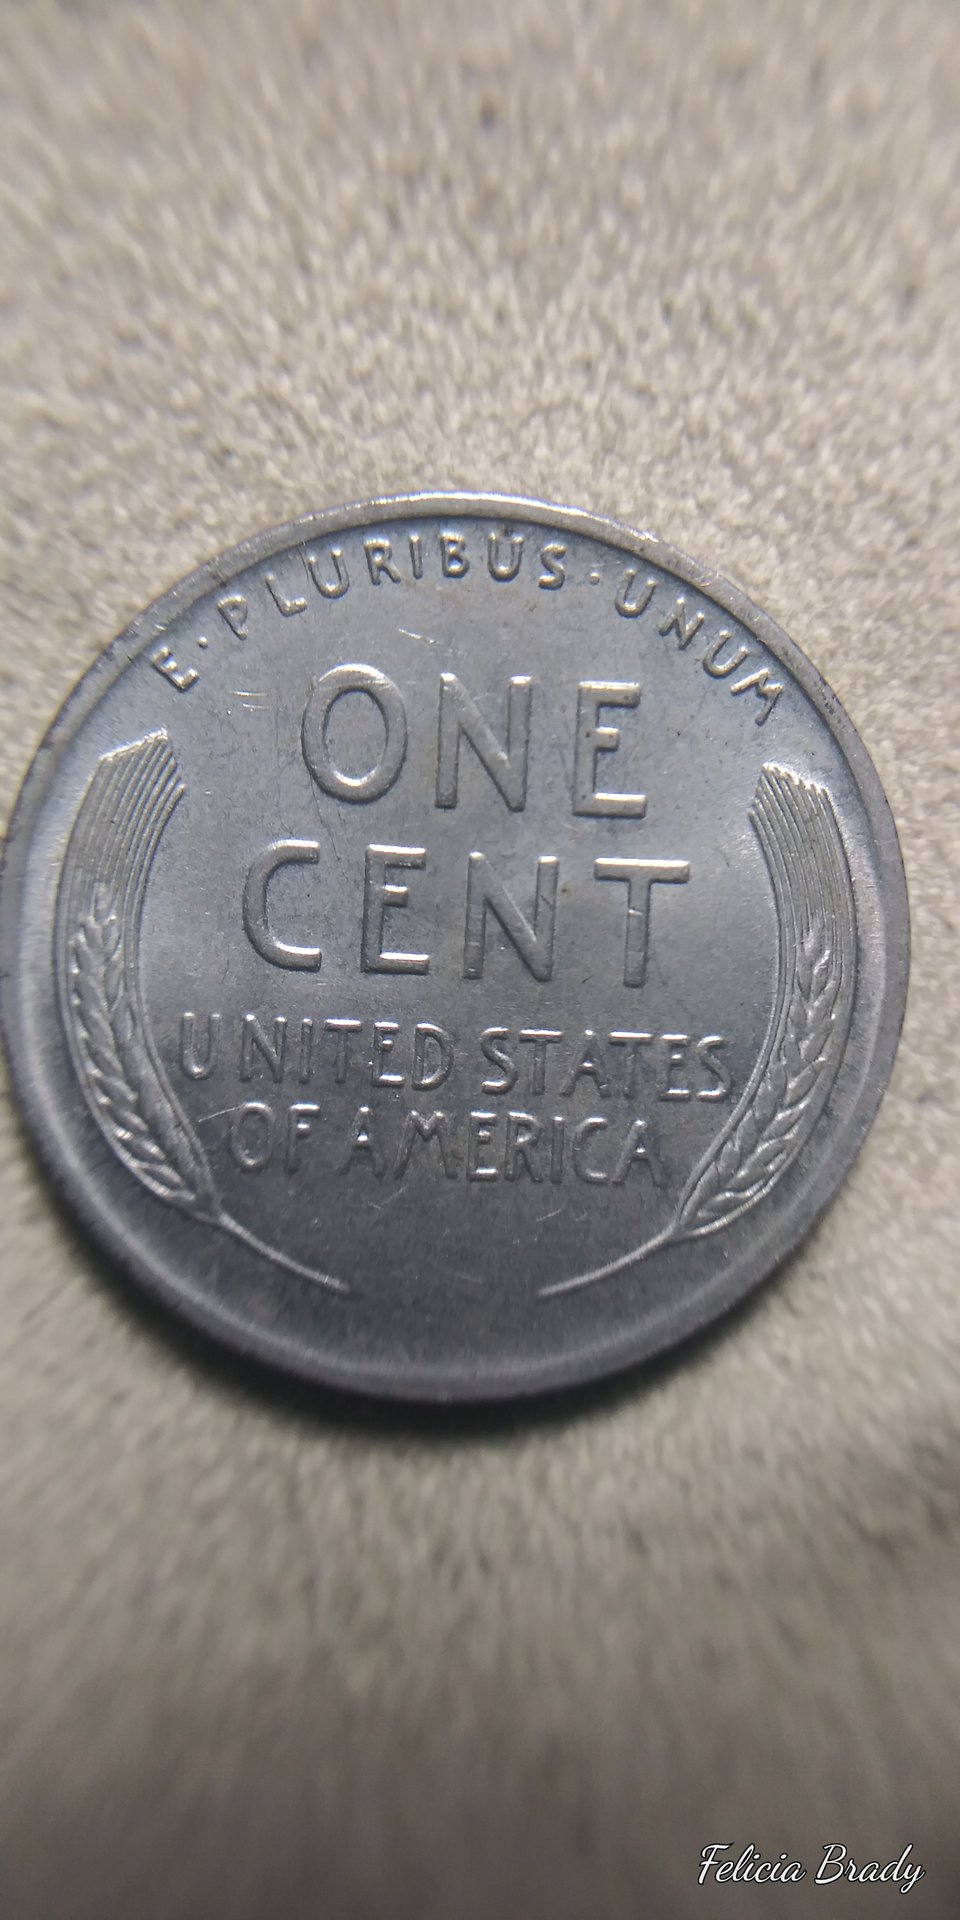 E · PLURIBUS · UNUM
ONE
CENT
UNITED STATES
OF AMERICA
Felicia Brady